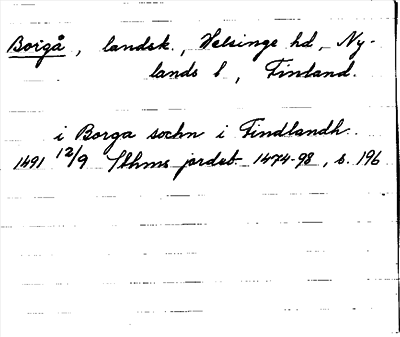 Borgå, landsk., Helsinge hd, Ny-
lands l, Finland.
i Borga sochn i Findlandh.
1491 12/9 Sthms jordeb. 1474-98, s. 196